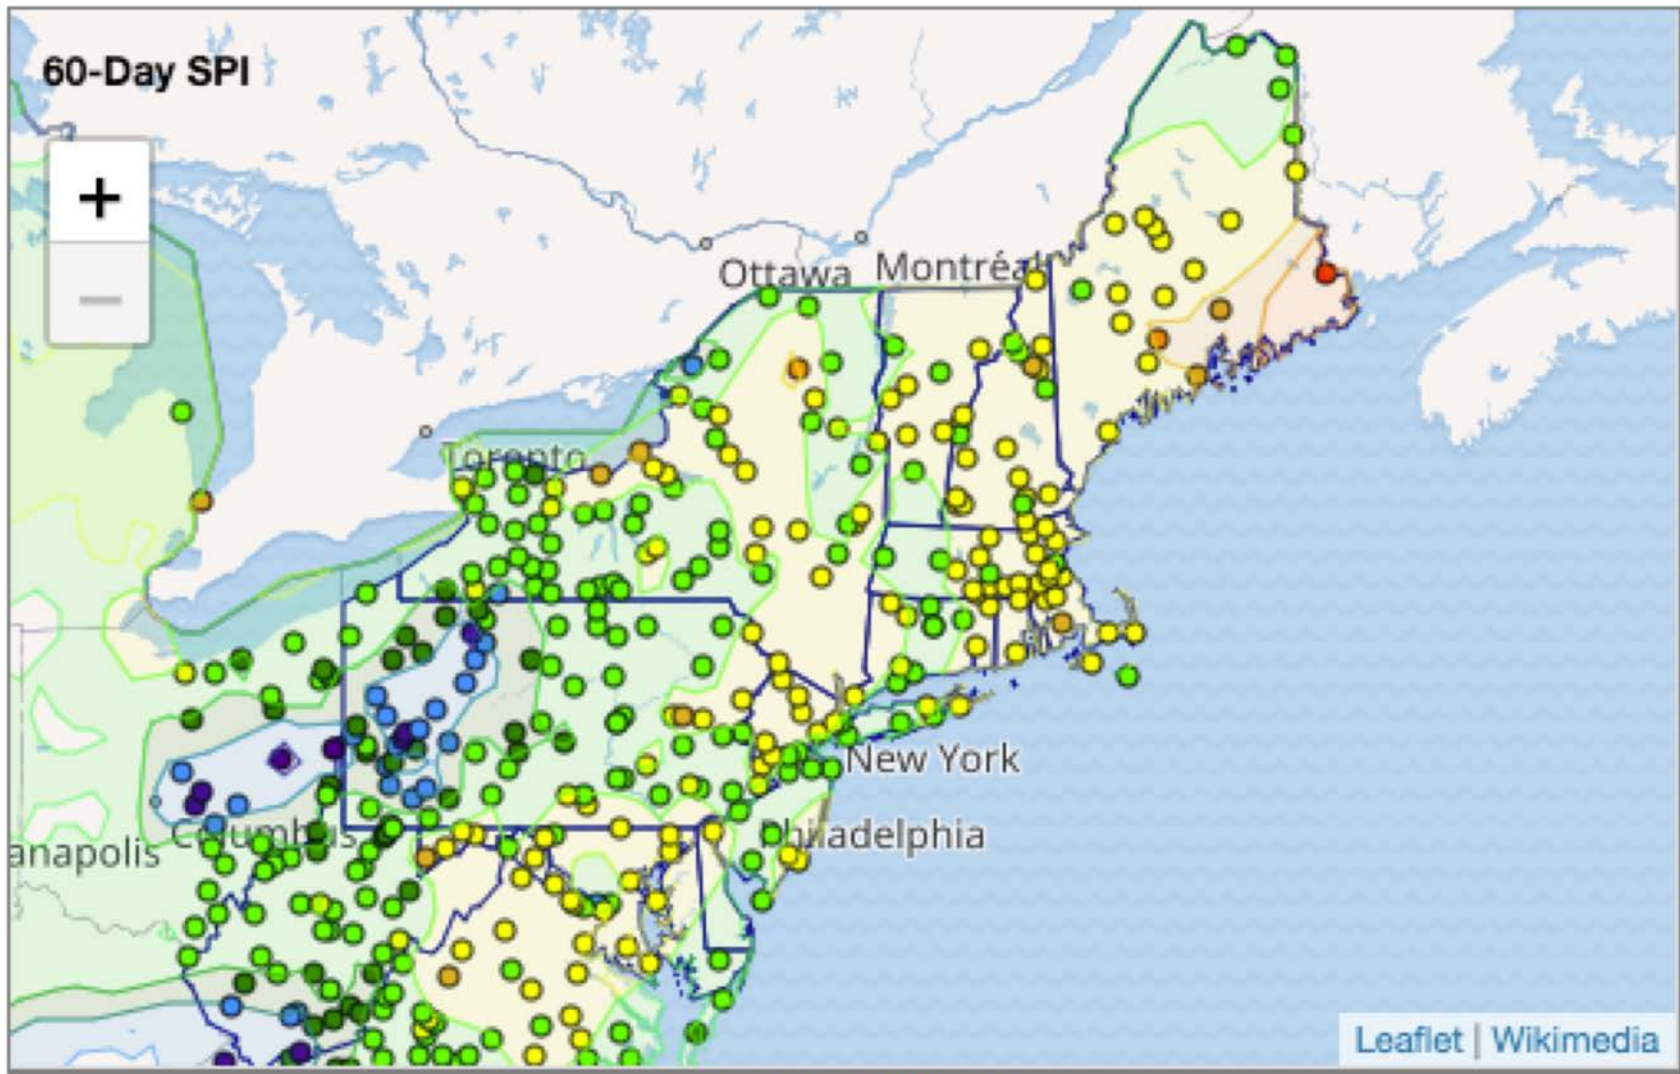 60-Day SPI
+
−
Ottawa
Montréal
Toronto
New York
Columbus
Philadelphia
anapolis
Leaflet | Wikimedia